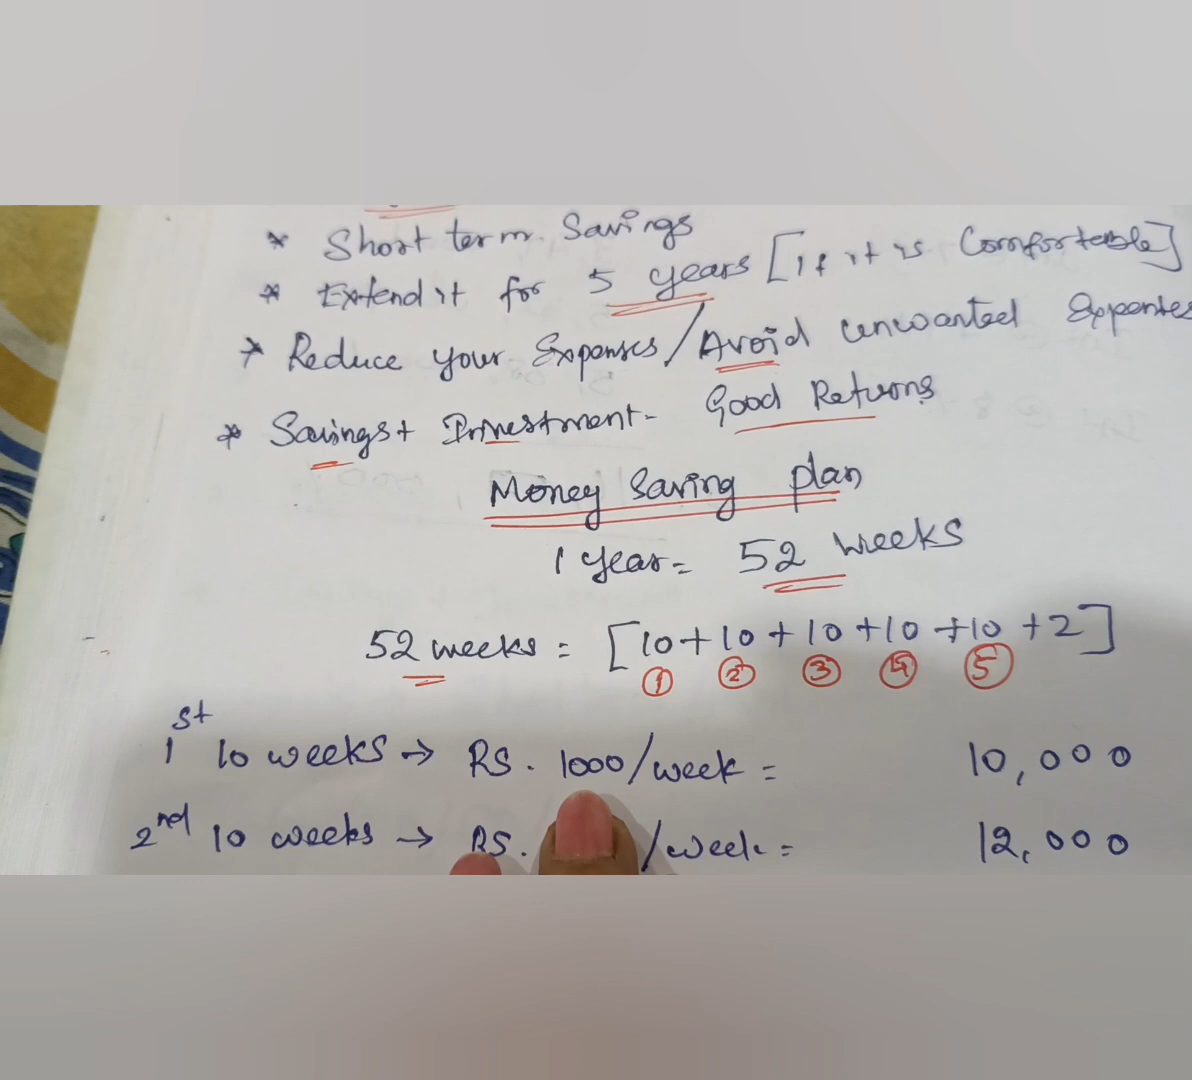 * Short term. Savings
* Extend it for 5 years [if it is Comfortable]
* Reduce your Expenses/Avoid unwanted Expenses
* Savings + Investment - Good Returns
Money Saving plan
1 year = 52 weeks
52 weeks = [10+10+10+10+10+2]
① ② ③ ④ ⑤
1st 10 weeks → RS. 1000/week = 10,000
2nd 10 weeks → RS. /week = 12,000